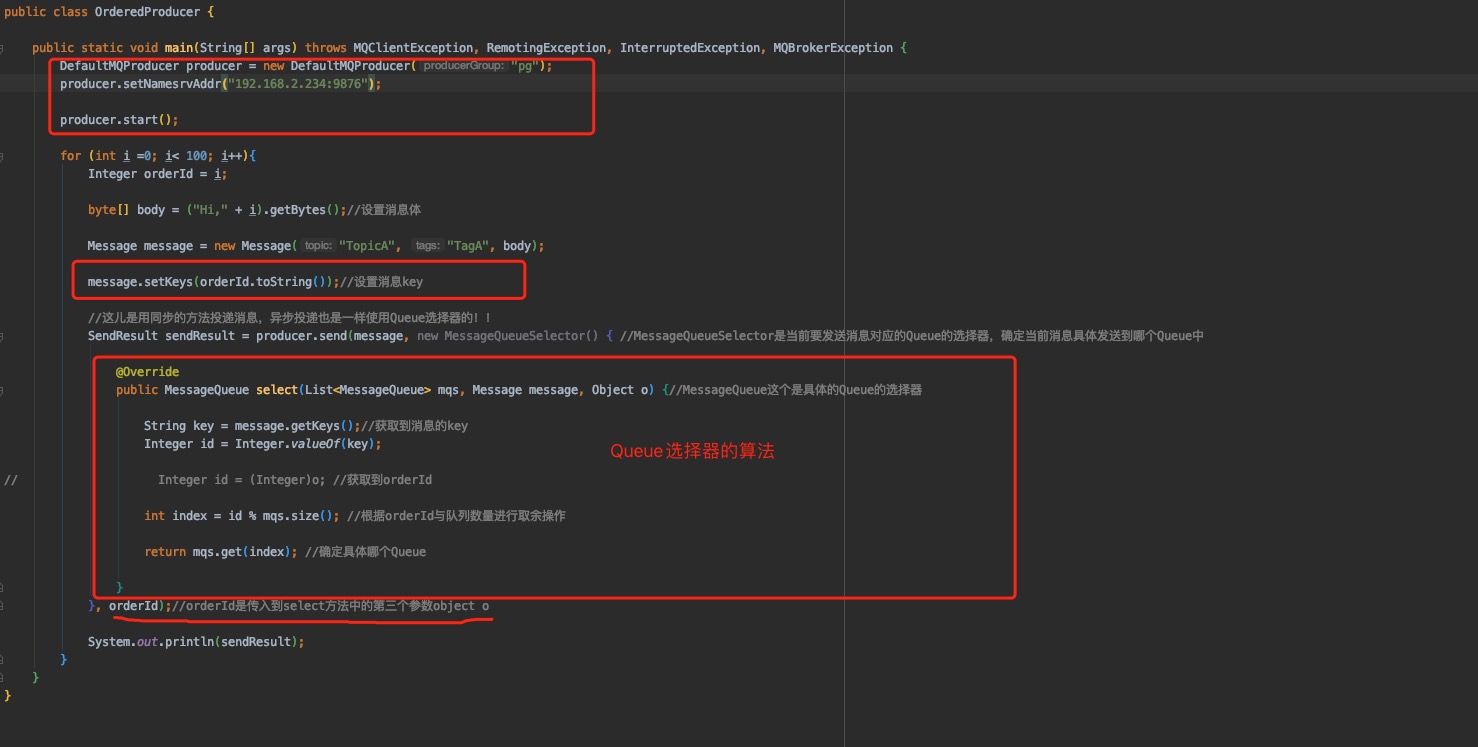 public class OrderedProducer {
public static void main(String[] args) throws MQClientException, RemotingException, InterruptedException, MQBrokerException {
DefaultMQProducer producer = new DefaultMQProducer( producerGroup: "pg");
producer.setNamesrvAddr("192.168.2.234:9876");
producer.start();
for (int i =0; i< 100; i++){
Integer orderId = i;
byte[] body = ("Hi," + i).getBytes();//设置消息体
Message message = new Message( topic: "TopicA", tags: "TagA", body);
message.setKeys(orderId.toString());//设置消息key
//这儿是用同步的方法投递消息，异步投递也是一样使用Queue选择器的！！
SendResult sendResult = producer.send(message, new MessageQueueSelector() { //MessageQueueSelector是当前要发送消息对应的Queue的选择器，确定当前消息具体发送到哪个Queue中
@Override
public MessageQueue select(List<MessageQueue> mqs, Message message, Object o) {//MessageQueue这个是具体的Queue的选择器
String key = message.getKeys();//获取到消息的key
Integer id = Integer.valueOf(key);
Queue选择器的算法
// Integer id = (Integer)o; //获取到orderId
int index = id % mqs.size(); //根据orderId与队列数量进行取余操作
return mqs.get(index); //确定具体哪个Queue
}
}, orderId);//orderId是传入到select方法中的第三个参数object o
System.out.println(sendResult);
}
}
}